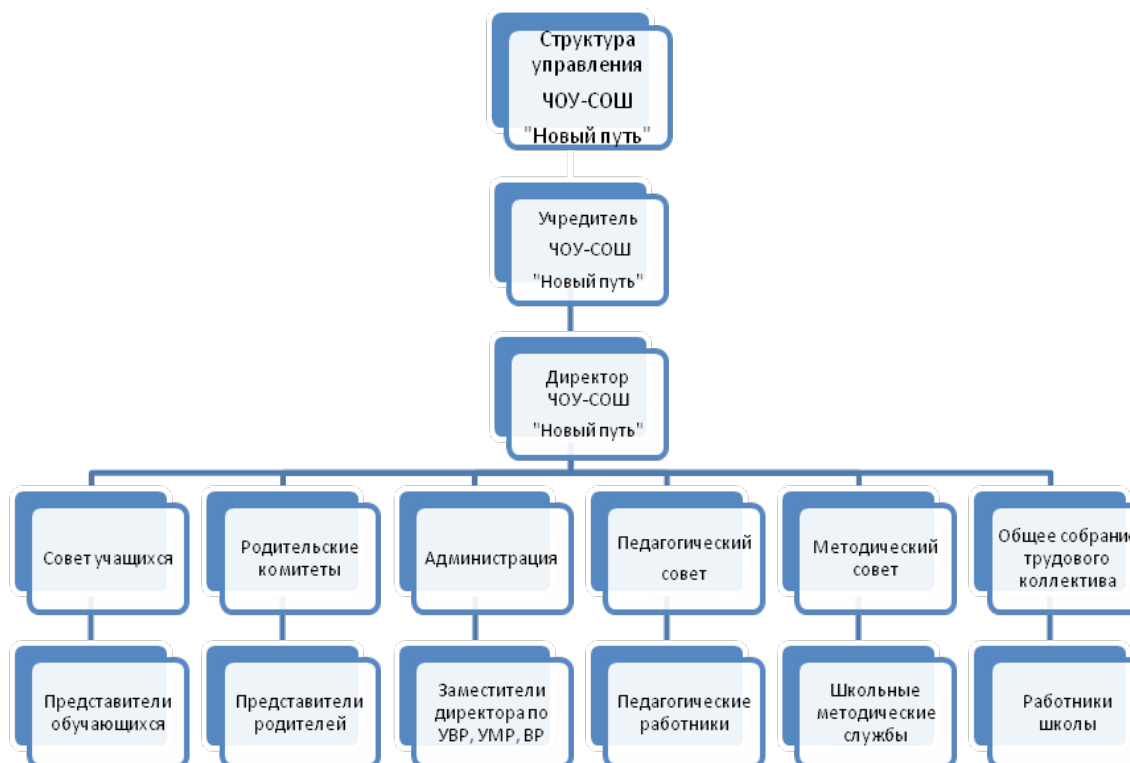 Структура
управления
ЧОУ-СОШ
"Новый путь"
Учредитель
ЧОУ-СОШ
"Новый путь"
Директор
ЧОУ-СОШ
"Новый путь"
Совет учащихся
Родительские
комитеты
Администрация
Педагогический
совет
Методический
совет
Общее собрание
трудового
коллектива
Представители
обучающихся
Представители
родителей
Заместители
директора по
УВР, УМР, ВР
Педагогические
работники
Школьные
методические
службы
Работники
школы